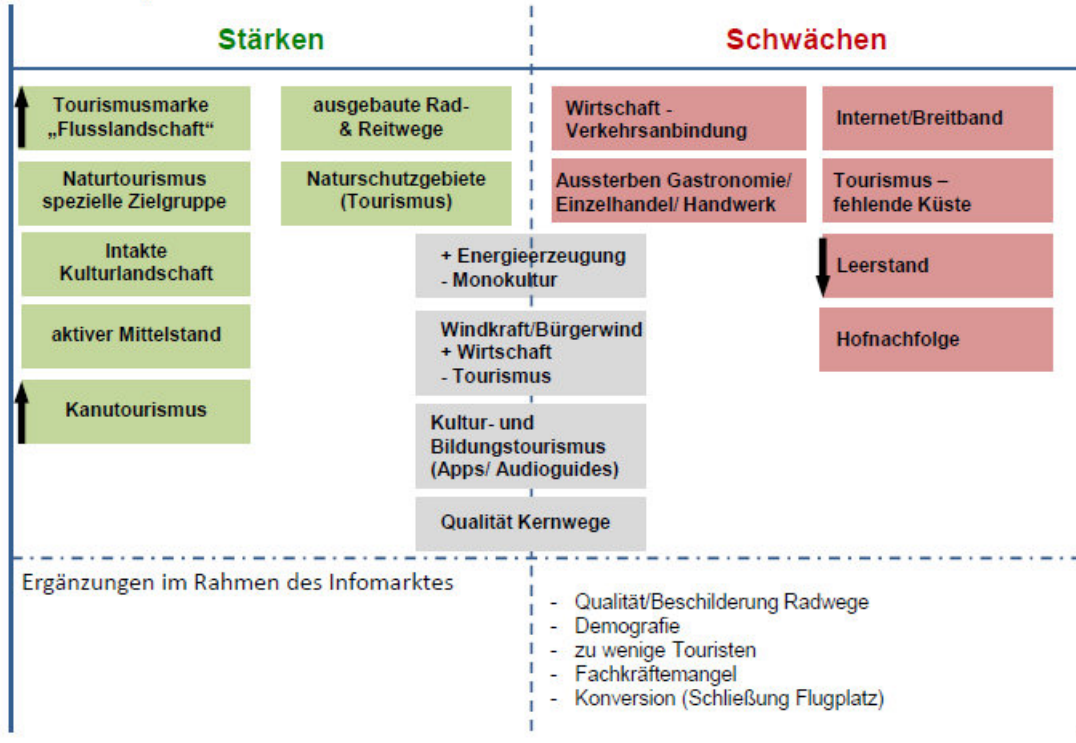 Stärken
Schwächen
Tourismusmarke
„Flusslandschaft“
ausgebaute Rad-
& Reitwege
Naturtourismus
spezielle Zielgruppe
Naturschutzgebiete
(Tourismus)
Intakte
Kulturlandschaft
aktiver Mittelstand
Kanutourismus
+ Energieerzeugung
- Monokultur
Windkraft/Bürgerwind
+ Wirtschaft
- Tourismus
Kultur- und
Bildungstourismus
(Apps/ Audioguides)
Qualität Kernwege
Wirtschaft -
Verkehrsanbindung
Internet/Breitband
Aussterben Gastronomie/
Einzelhandel/ Handwerk
Tourismus –
fehlende Küste
Leerstand
Hofnachfolge
Ergänzungen im Rahmen des Infomarktes
- Qualität/Beschilderung Radwege
- Demografie
- zu wenige Touristen
- Fachkräftemangel
- Konversion (Schließung Flugplatz)